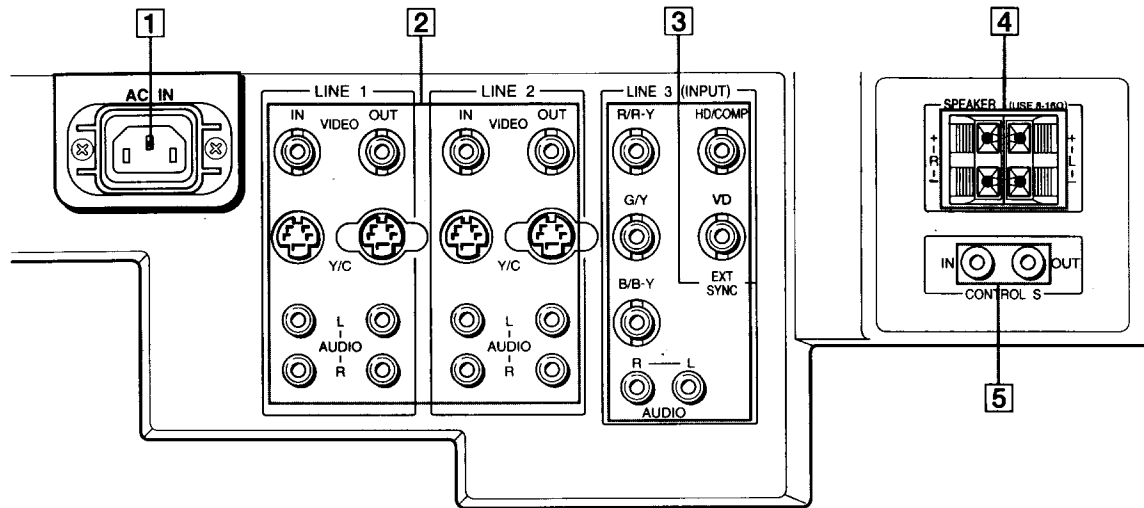 1
2
3
4
5
AC IN
LINE 1
IN VIDEO OUT
Y/C
L
AUDIO
R
LINE 2
IN VIDEO OUT
Y/C
L
AUDIO
R
LINE 3 (INPUT)
R/R-Y HD/COMP
G/Y VD
B/B-Y EXT
SYNC
R L
AUDIO
SPEAKER (USE 8-16Ω)
+ +
R L
- -
IN OUT
CONTROL S